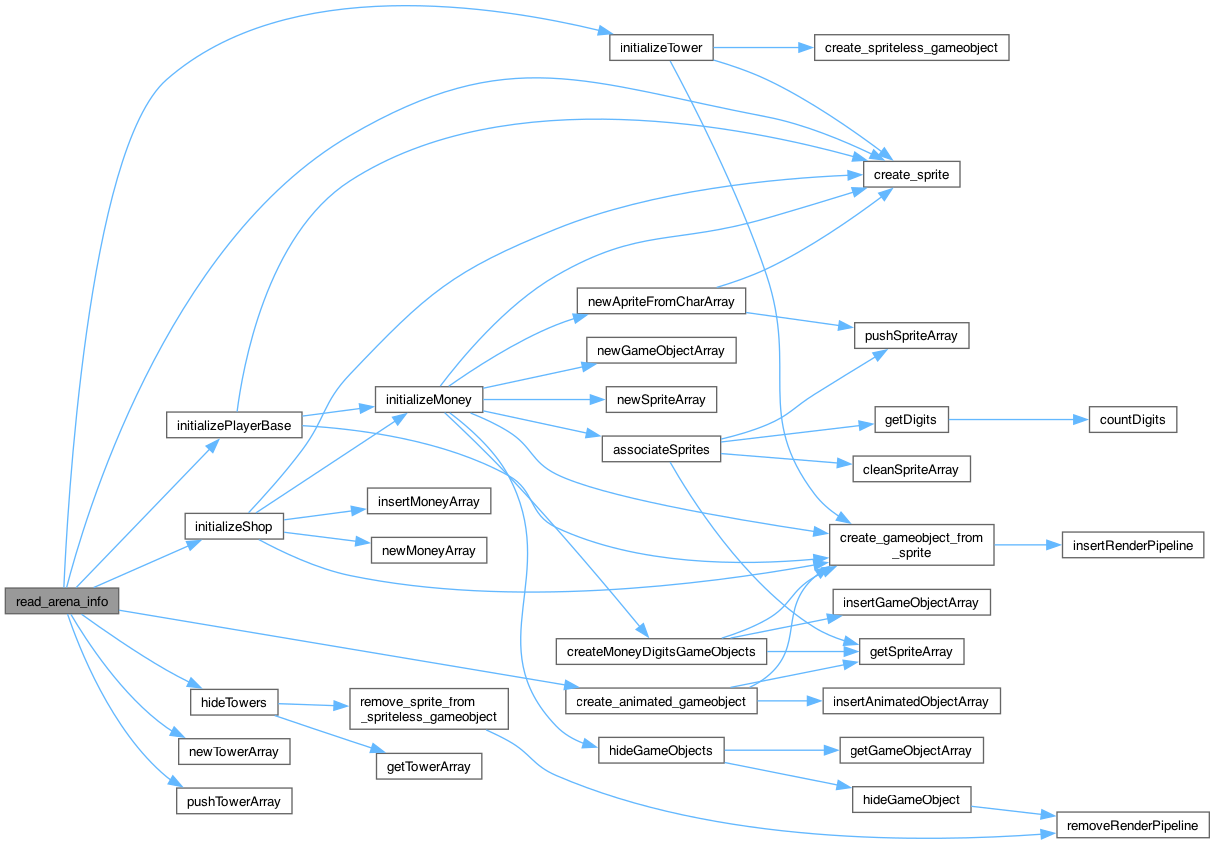 initializeTower
create_spriteless_gameobject
create_sprite
newApriteFromCharArray
pushSpriteArray
newGameObjectArray
initializeMoney
newSpriteArray
initializePlayerBase
getDigits
countDigits
associateSprites
cleanSpriteArray
insertMoneyArray
initializeShop
newMoneyArray
create_gameobject_from
_sprite
insertRenderPipeline
read_arena_info
insertGameObjectArray
createMoneyDigitsGameObjects
getSpriteArray
hideTowers
remove_sprite_from
_spriteless_gameobject
create_animated_gameobject
insertAnimatedObjectArray
newTowerArray
getTowerArray
hideGameObjects
getGameObjectArray
pushTowerArray
hideGameObject
removeRenderPipeline